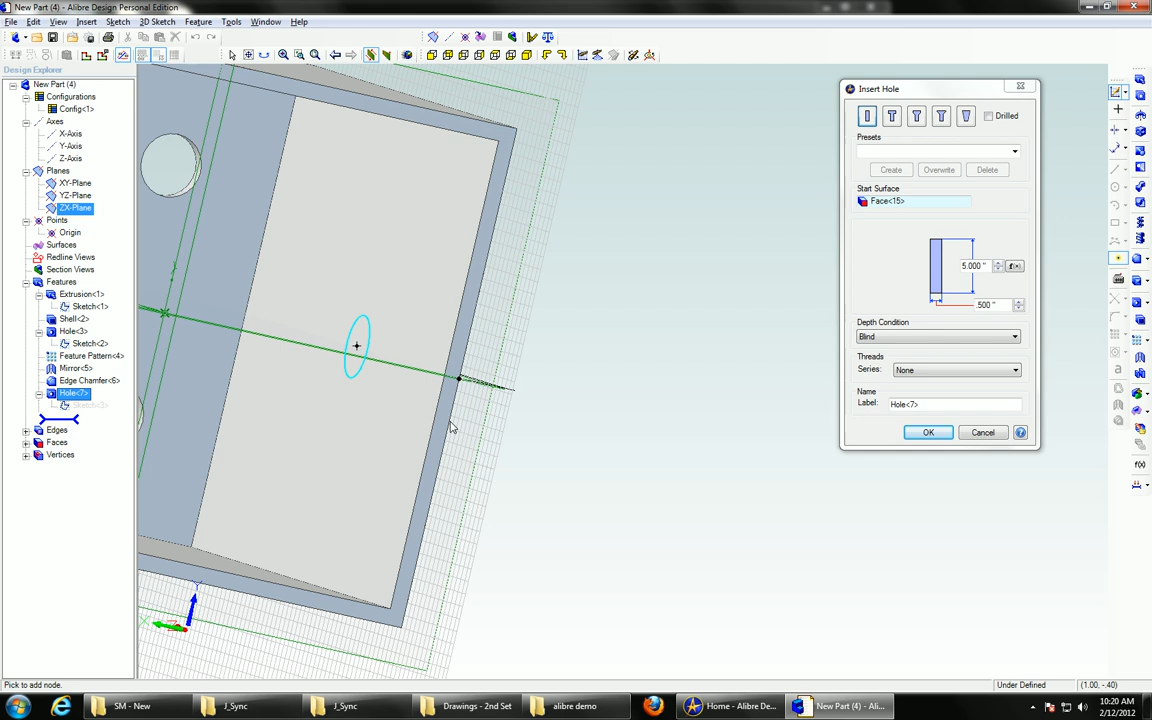 New Part (4) - Alibre Design Personal Edition
File Edit View Insert Sketch 3D Sketch Feature Tools Window Help
Design Explorer
New Part (4)
Configurations
Config<1>
Axes
X-Axis
Y-Axis
Z-Axis
Planes
XY-Plane
YZ-Plane
ZX-Plane
Points
Origin
Surfaces
Redline Views
Section Views
Features
Extrusion<1>
Sketch<1>
Shell<2>
Hole<3>
Sketch<2>
Feature Pattern<4>
Mirror<5>
Edge Chamfer<6>
Hole<7>
Sketch<3>
Edges
Faces
Vertices
Insert Hole
Drilled
Presets
Create Overwrite Delete
Start Surface
Face<15>
5.000 " f(x)
.500 "
Depth Condition
Blind
Threads
Series: None
Name
Label: Hole<7>
OK Cancel
f(x)
Y
X
Z
Pick to add node.
Under Defined (1.00, -.40)
SM - New J_Sync J_Sync Drawings - 2nd Set alibre demo Home - Alibre De... New Part (4) - Ali...
10:20 AM
2/12/2012